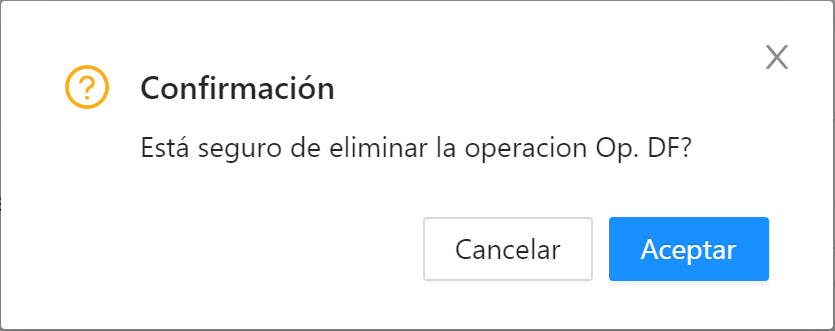 Confirmación
Está seguro de eliminar la operacion Op. DF?
Cancelar
Aceptar